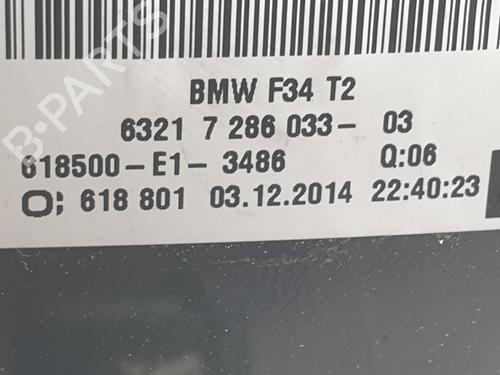 BMW F34 T2
6321 7 286 033- 03
618500-E1- 3486 Q:06
O; 618 801 03.12.2014 22:40:23
B-PARTS